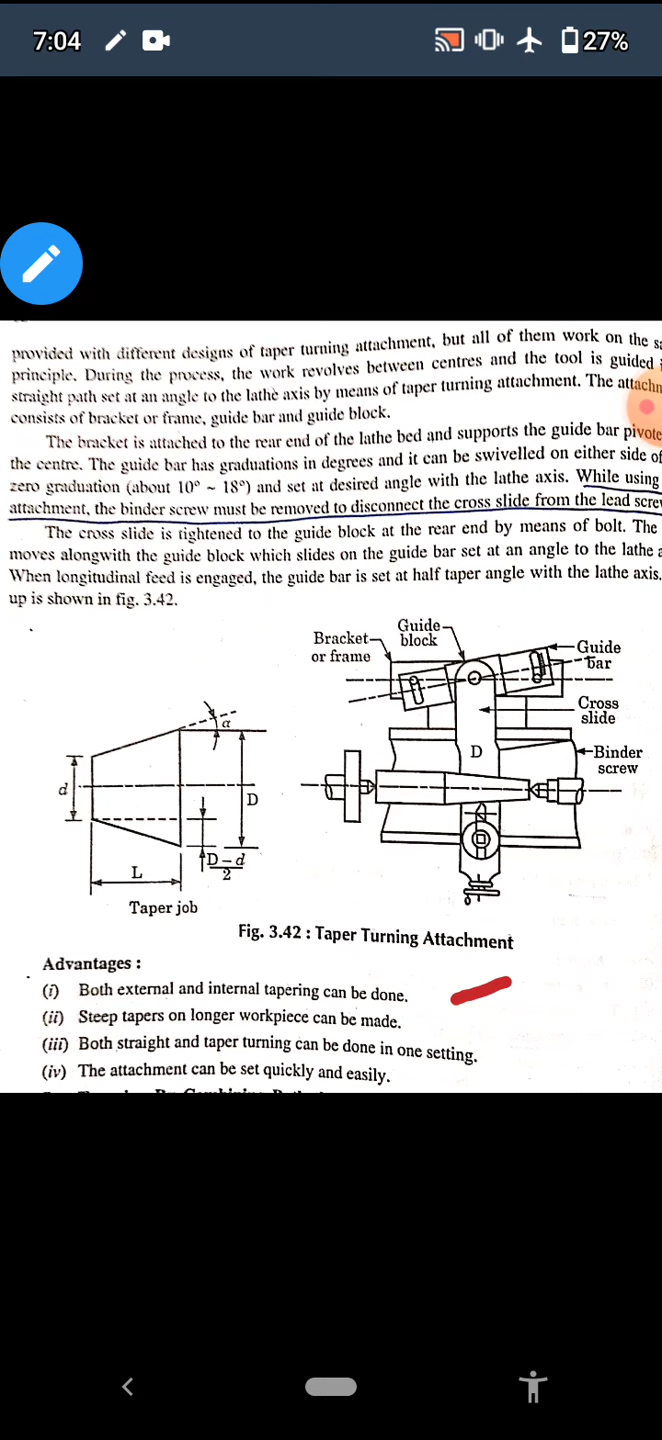 7:04
27%
provided with different designs of taper turning attachment, but all of them work on the
principle. During the process, the work revolves between centres and the tool is guided
straight path set at an angle to the lathe axis by means of taper turning attachment. The attachm
consists of bracket or frame, guide bar and guide block.
The bracket is attached to the rear end of the lathe bed and supports the guide bar pivote
the centre. The guide bar has graduations in degrees and it can be swivelled on either side of
zero graduation (about 10° ~ 18°) and set at desired angle with the lathe axis. While using
attachment, the binder screw must be removed to disconnect the cross slide from the lead scre
The cross slide is tightened to the guide block at the rear end by means of bolt. The
moves alongwith the guide block which slides on the guide bar set at an angle to the lathe a
When longitudinal feed is engaged, the guide bar is set at half taper angle with the lathe axis.
up is shown in fig. 3.42.
Guide
block
Bracket
or frame
Guide
bar
Cross
slide
Binder
screw
D
α
d
D
D – d
2
L
Taper job
Fig. 3.42 : Taper Turning Attachment
Advantages :
(i) Both external and internal tapering can be done.
(ii) Steep tapers on longer workpiece can be made.
(iii) Both straight and taper turning can be done in one setting.
(iv) The attachment can be set quickly and easily.